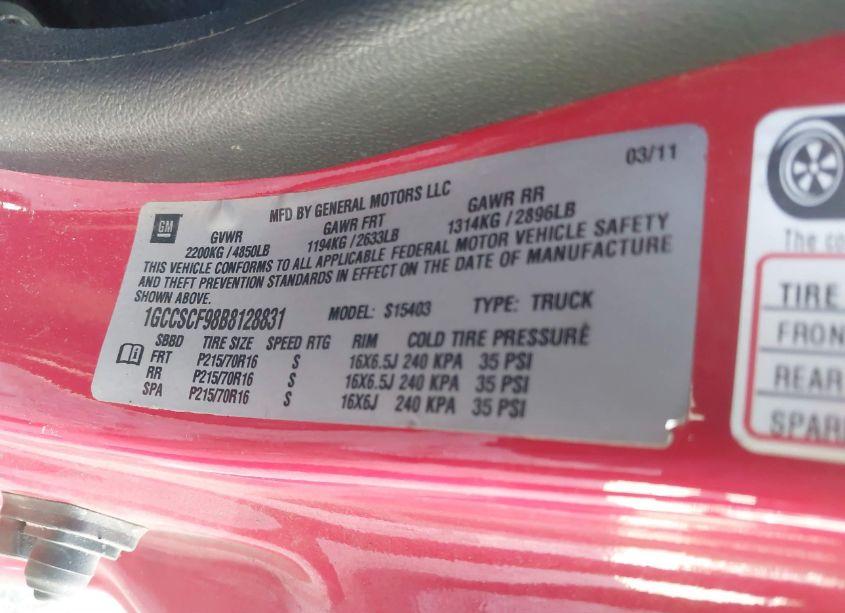 03/11
GM
MFD BY GENERAL MOTORS LLC
GVWR GAWR FRT GAWR RR
2200KG / 4850LB 1194KG / 2633LB 1314KG / 2896LB
THIS VEHICLE CONFORMS TO ALL APPLICABLE FEDERAL MOTOR VEHICLE SAFETY
AND THEFT PREVENTION STANDARDS IN EFFECT ON THE DATE OF MANUFACTURE
SHOWN ABOVE.
1GCCSCF98B8128831 MODEL: S15403 TYPE: TRUCK
SBBD TIRE SIZE SPEED RTG RIM COLD TIRE PRESSURE
FRT P215/70R16 S 16X6.5J 240 KPA 35 PSI
RR P215/70R16 S 16X6.5J 240 KPA 35 PSI
SPA P215/70R16 S 16X6J 240 KPA 35 PSI
The
TIRE
FRON
REAR
SPAR